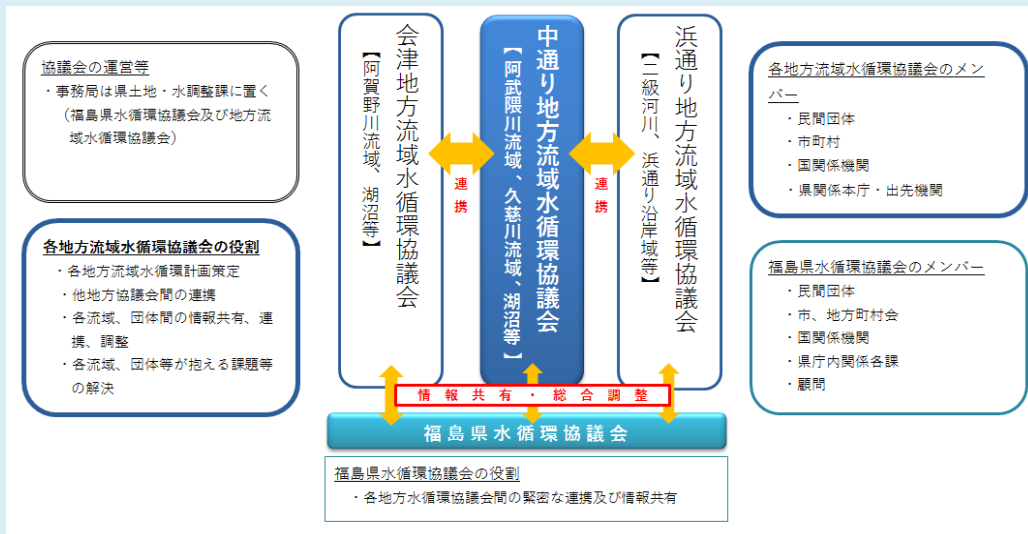 協議会の運営等
・事務局は県土地・水調整課に置く
（福島県水循環協議会及び地方流
域水循環協議会）
各地方流域水循環協議会の役割
・各地方流域水循環計画策定
・他地方協議会間の連携
・各流域、団体間の情報共有、連
携、調整
・各流域、団体等が抱える課題等
の解決
会津地方流域水循環協議会
【阿賀野川流域、湖沼等】
連携
中通り地方流域水循環協議会
【阿武隈川流域、久慈川流域、湖沼等】
連携
浜通り地方流域水循環協議会
【二級河川、浜通り沿岸域等】
情報共有・総合調整
福島県水循環協議会
福島県水循環協議会の役割
・各地方水循環協議会間の緊密な連携及び情報共有
各地方流域水循環協議会のメン
バー
・民間団体
・市町村
・国関係機関
・県関係本庁・出先機関
福島県水循環協議会のメンバー
・民間団体
・市、地方町村会
・国関係機関
・県庁内関係各課
・顧問